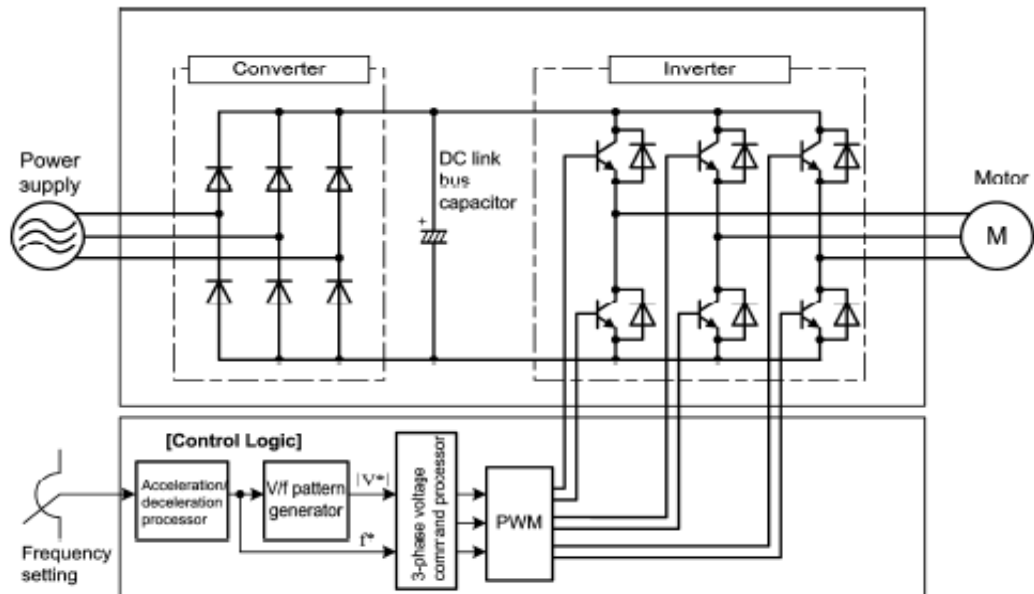 Converter
Inverter
Power
supply
DC link
bus
capacitor
+
Motor
M
[Control Logic]
Acceleration/
deceleration
processor
V/f pattern
generator
|V*|
f*
3-phase voltage
command processor
PWM
Frequency
setting